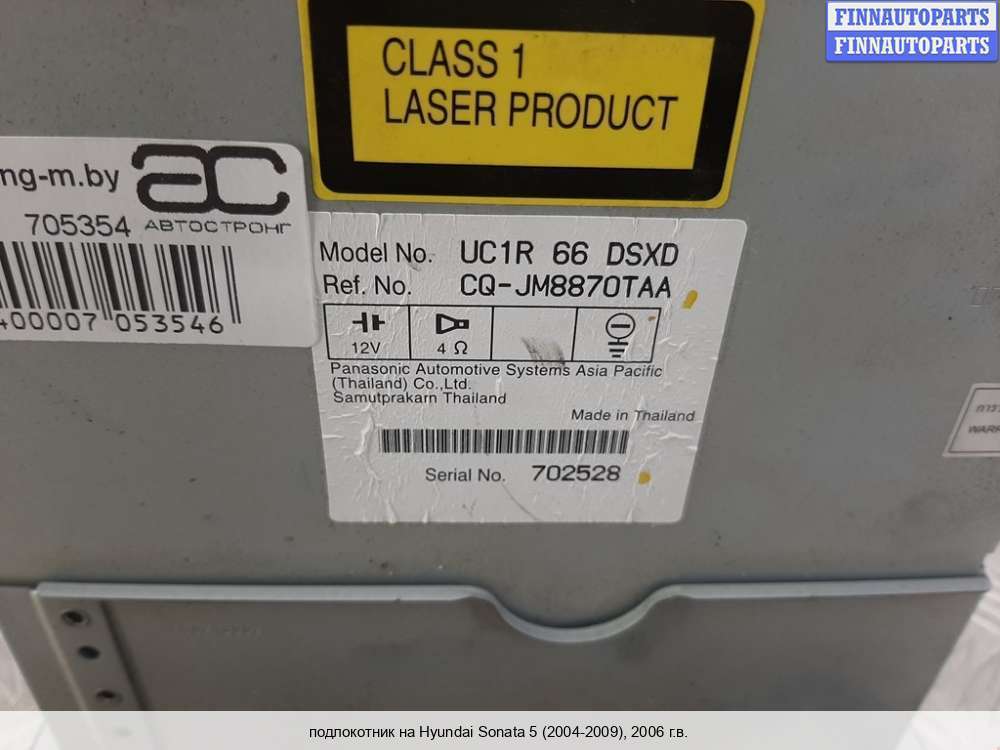 FINNAUTOPARTS
FINNAUTOPARTS
CLASS 1
LASER PRODUCT
ng-m.by
ac
705354 АВТОСТРОНГ
400007 053546
Model No. UC1R 66 DSXD
Ref. No. CQ-JM8870TAA
12V 4 Ω
Panasonic Automotive Systems Asia Pacific
(Thailand) Co.,Ltd.
Samutprakarn Thailand
Made in Thailand
Serial No. 702528
WARR
подлокотник на Hyundai Sonata 5 (2004-2009), 2006 г.в.